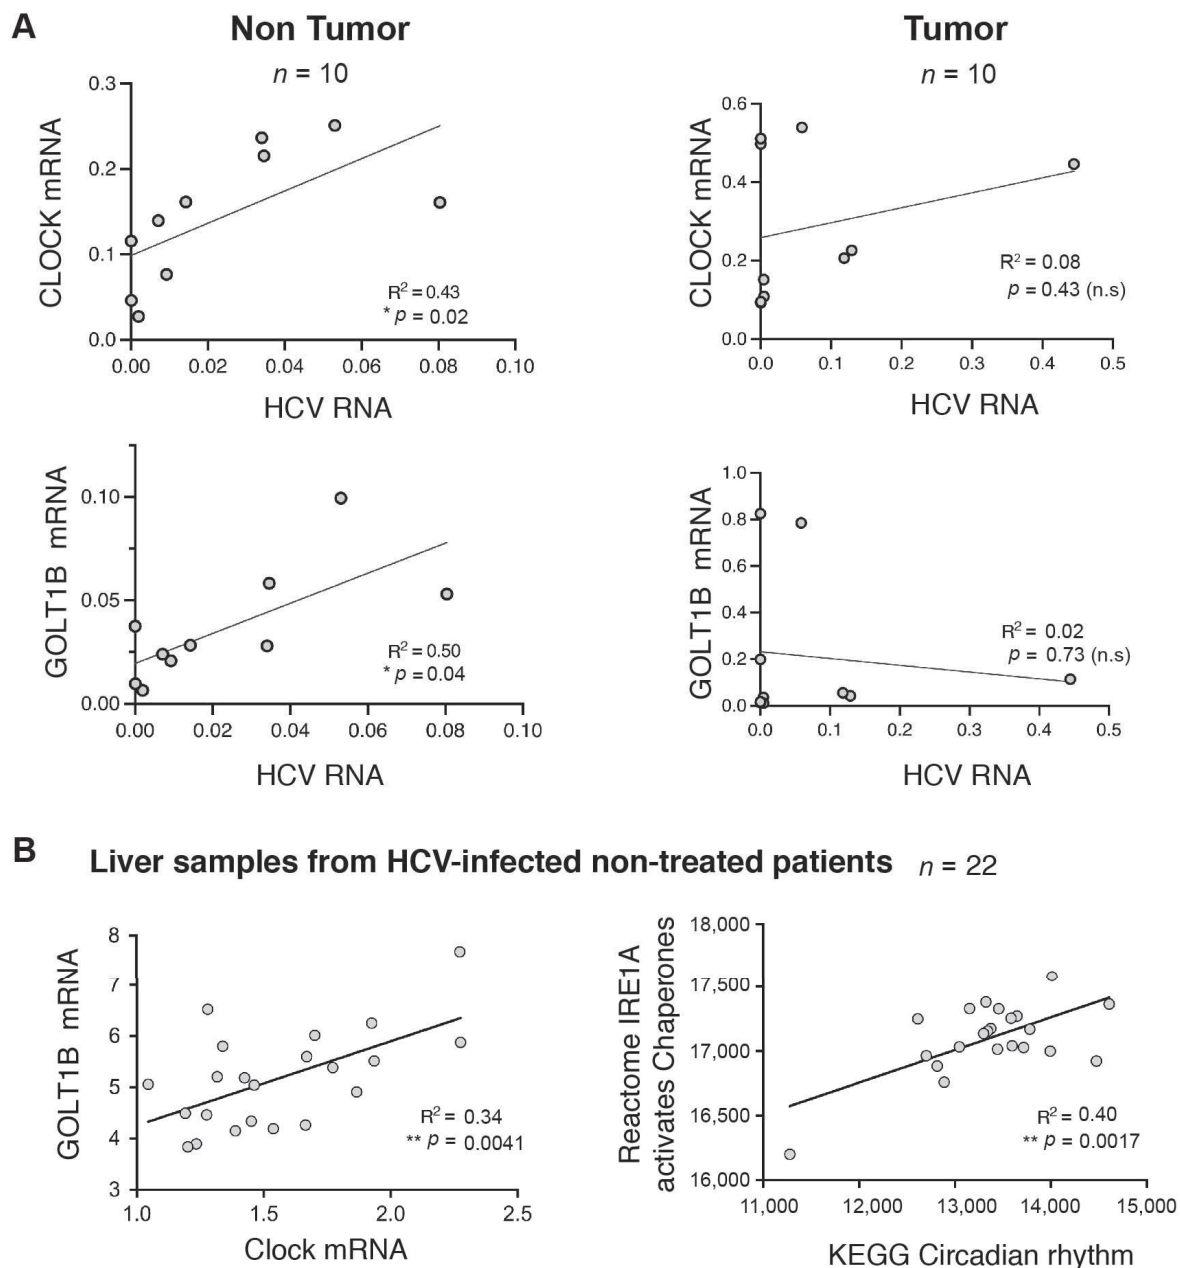 A
Non Tumor
n = 10
CLOCK mRNA
0.3
0.2
0.1
0.0
0.00 0.02 0.04 0.06 0.08 0.10
HCV RNA
R² = 0.43
* p = 0.02
Tumor
n = 10
CLOCK mRNA
0.6
0.4
0.2
0.0
0.0 0.1 0.2 0.3 0.4 0.5
HCV RNA
R² = 0.08
p = 0.43 (n.s)
GOLT1B mRNA
0.10
0.05
0.00
0.00 0.02 0.04 0.06 0.08 0.10
HCV RNA
R² = 0.50
* p = 0.04
GOLT1B mRNA
1.0
0.8
0.6
0.4
0.2
0.0
0.0 0.1 0.2 0.3 0.4 0.5
HCV RNA
R² = 0.02
p = 0.73 (n.s)
B
Liver samples from HCV-infected non-treated patients n = 22
GOLT1B mRNA
8
7
6
5
4
3
1.0 1.5 2.0 2.5
Clock mRNA
R² = 0.34
** p = 0.0041
Reactome IRE1A
activates Chaperones
18,000
17,500
17,000
16,500
16,000
11,000 12,000 13,000 14,000 15,000
KEGG Circadian rhythm
R² = 0.40
** p = 0.0017